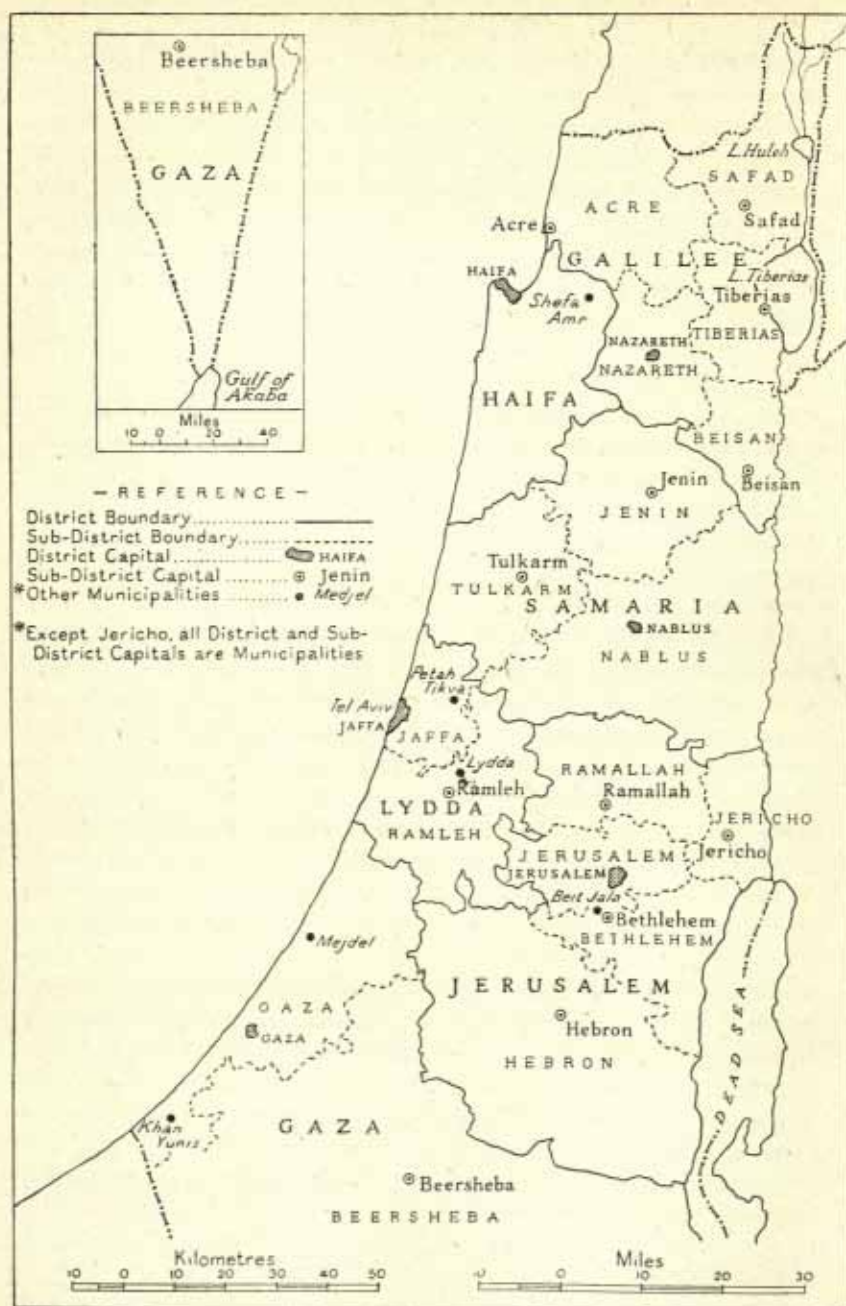 Beersheba
BEERSHEBA
GAZA
Gulf of
Akaba
Miles
10 0 20 40
- REFERENCE -
District Boundary
Sub-District Boundary
District Capital HAIFA
Sub-District Capital Jenin
*Other Municipalities Medjel
*Except Jericho, all District and Sub-
District Capitals are Municipalities
L. Huleh
SAFAD
Safad
ACRE
Acre
GALILEE
L. Tiberias
Tiberias
TIBERIAS
HAIFA
Shefa
Amr
NAZARETH
NAZARETH
HAIFA
BEISAN
Beisan
Jenin
JENIN
Tulkarm
TULKARM
SAMARIA
NABLUS
NABLUS
Petah
Tikva
Tel Aviv
JAFFA
JAFFA
Lydda
Ramleh
LYDDA
RAMLEH
RAMALLAH
Ramallah
JERICHO
Jericho
JERUSALEM
JERUSALEM
Beit Jala
Bethlehem
BETHLEHEM
Mejdel
JERUSALEM
Hebron
HEBRON
DEAD SEA
GAZA
GAZA
Khan
Yunis
GAZA
Beersheba
BEERSHEBA
Kilometres
10 0 10 20 30 40 50
Miles
10 0 10 20 30